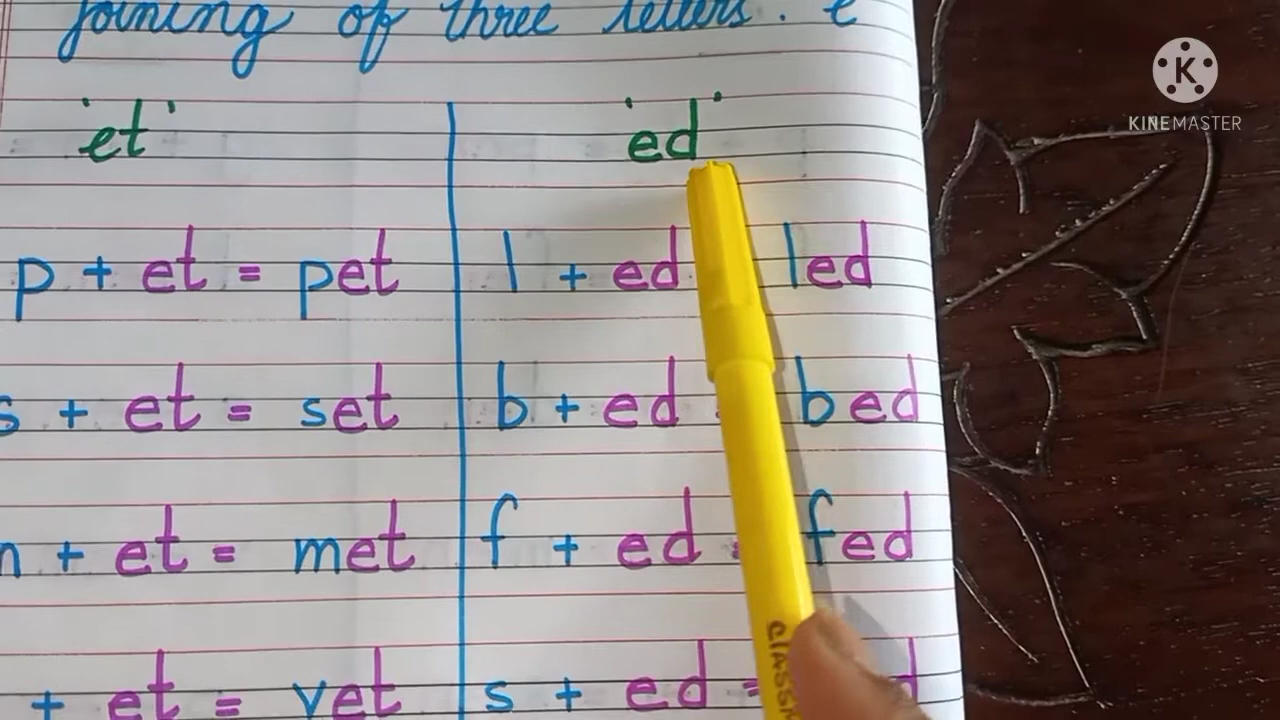 joining of three letters. e
KINEMASTER
'et' 'ed'
p + et = pet l + ed led
s + et = set b + ed bed
+ et = met f + ed = fed
+ et = vet s + ed =